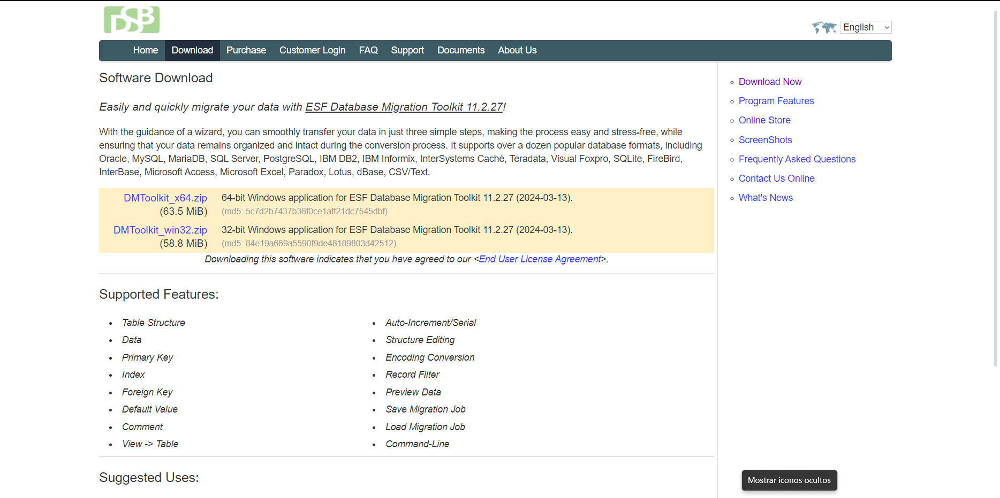 DSB
English
Home Download Purchase Customer Login FAQ Support Documents About Us
Software Download
Easily and quickly migrate your data with ESF Database Migration Toolkit 11.2.27!
With the guidance of a wizard, you can smoothly transfer your data in just three simple steps, making the process easy and stress-free, while
ensuring that your data remains organized and intact during the conversion process. It supports over a dozen popular database formats, including
Oracle, MySQL, MariaDB, SQL Server, PostgreSQL, IBM DB2, IBM Informix, InterSystems Caché, Teradata, Visual Foxpro, SQLite, FireBird,
InterBase, Microsoft Access, Microsoft Excel, Paradox, Lotus, dBase, CSV/Text.
DMToolkit_x64.zip 64-bit Windows application for ESF Database Migration Toolkit 11.2.27 (2024-03-13).
(63.5 MiB) (md5: 5c7d2b7437b36f0ce1aff21dc7545dbf)
DMToolkit_win32.zip 32-bit Windows application for ESF Database Migration Toolkit 11.2.27 (2024-03-13).
(58.8 MiB) (md5: 84e19a669a5590f9de48189803d42512)
Downloading this software indicates that you have agreed to our <End User License Agreement>.
Supported Features:
Table Structure
Data
Primary Key
Index
Foreign Key
Default Value
Comment
View -> Table
Auto-Increment/Serial
Structure Editing
Encoding Conversion
Record Filter
Preview Data
Save Migration Job
Load Migration Job
Command-Line
Suggested Uses:
Download Now
Program Features
Online Store
ScreenShots
Frequently Asked Questions
Contact Us Online
What's News
Mostrar iconos ocultos